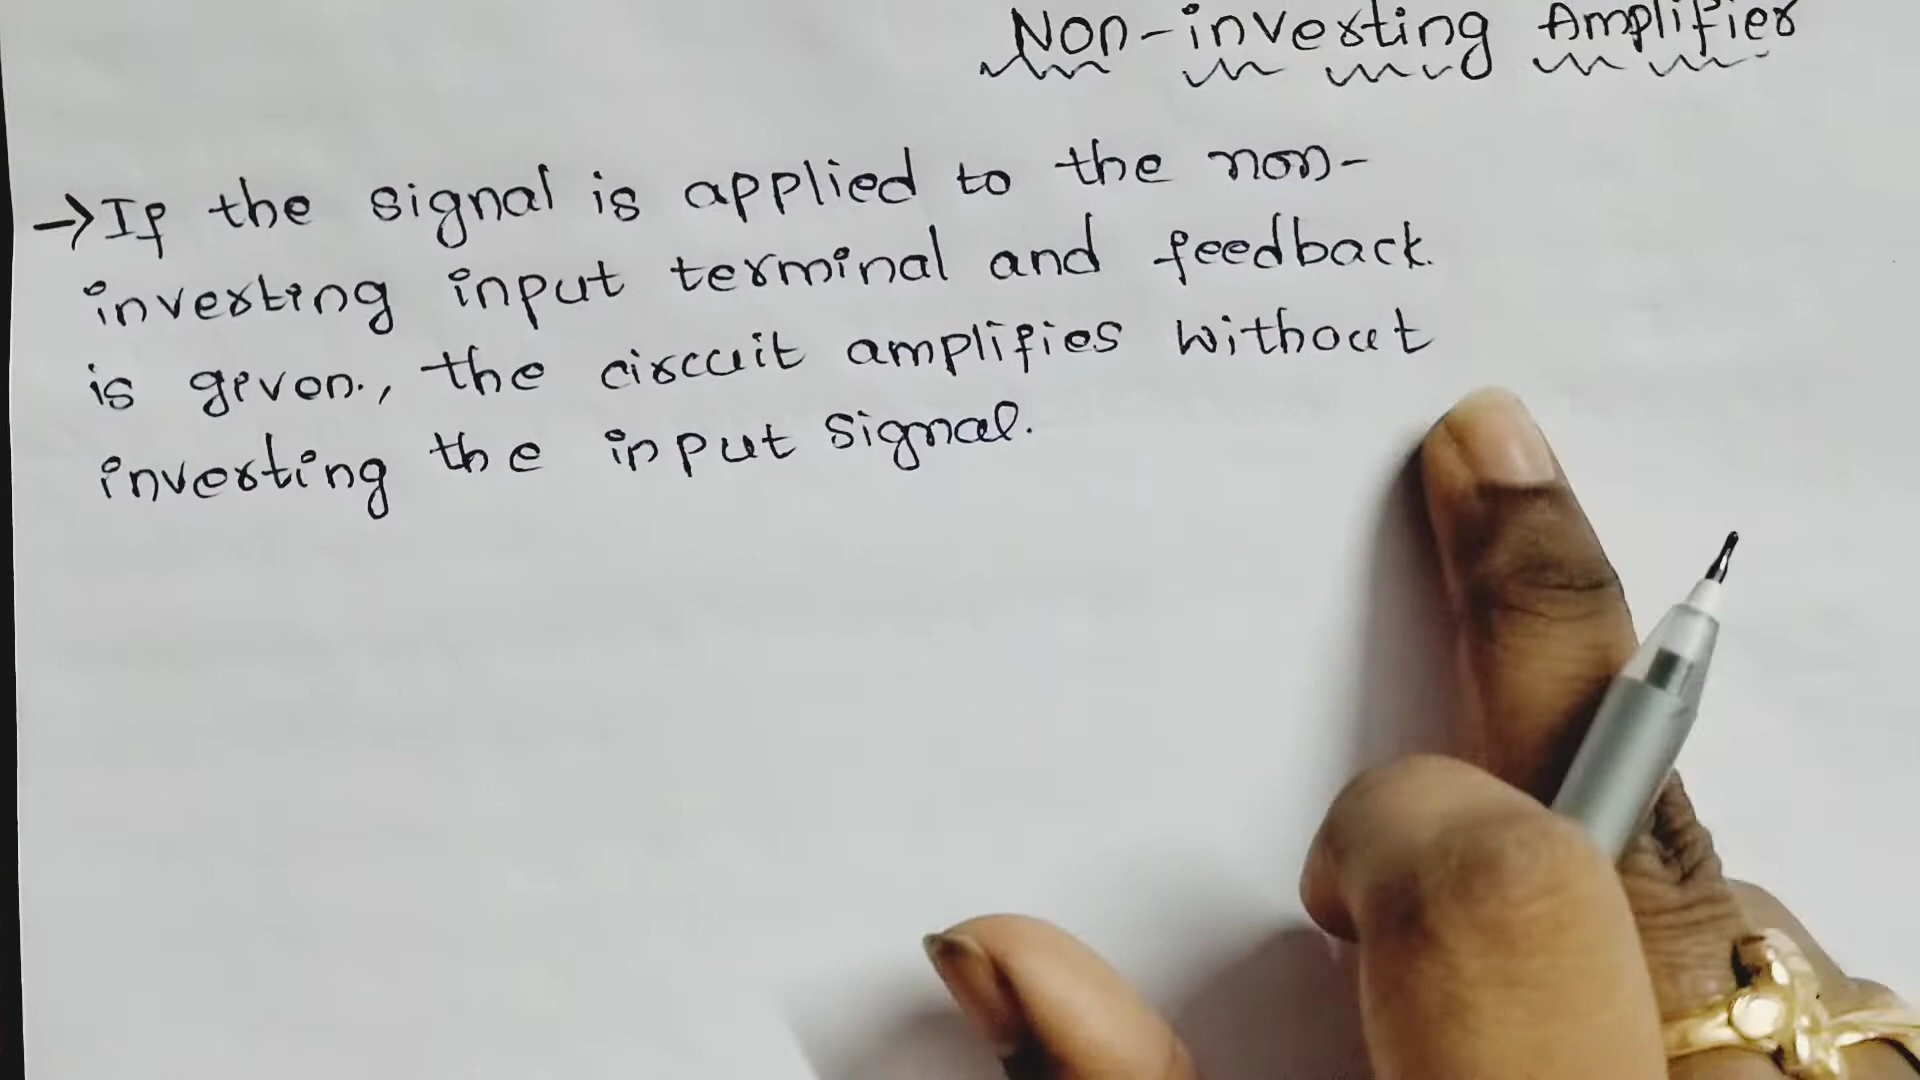 Non-inverting Amplifier
→ If the signal is applied to the non-
inverting input terminal and feedback
is given., the circuit amplifies without
inverting the input signal.